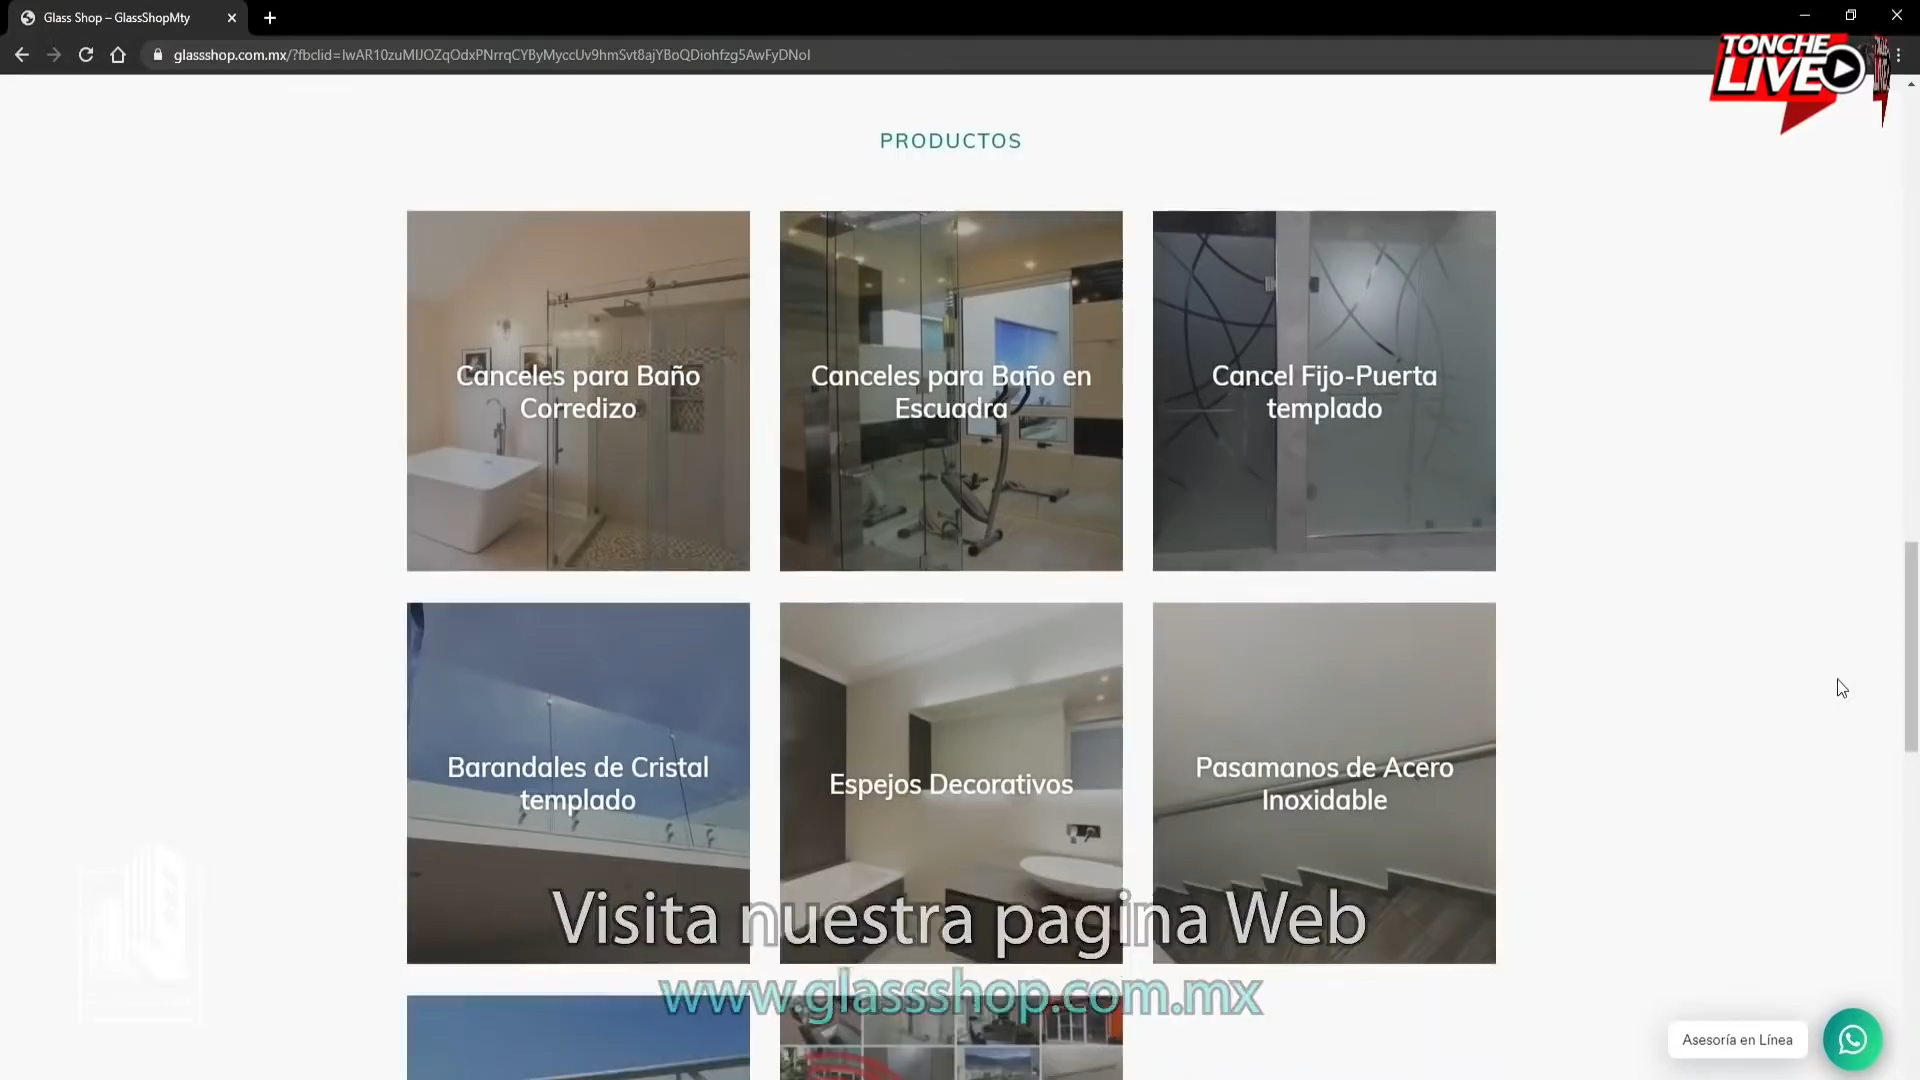 Glass Shop – GlassShopMty
glassshop.com.mx/?fbclid=IwAR10zuMIJOZqOdxPNrrqCYByMyccUv9hmSvt8ajYBoQDiohfzg5AwFyDNoI
TONCHE
LIVE
PRODUCTOS
Canceles para Baño
Corredizo
Canceles para Baño en
Escuadra
Cancel Fijo-Puerta
templado
Barandales de Cristal
templado
Espejos Decorativos
Pasamanos de Acero
Inoxidable
Visita nuestra pagina Web
www.glassshop.com.mx
Asesoría en Línea